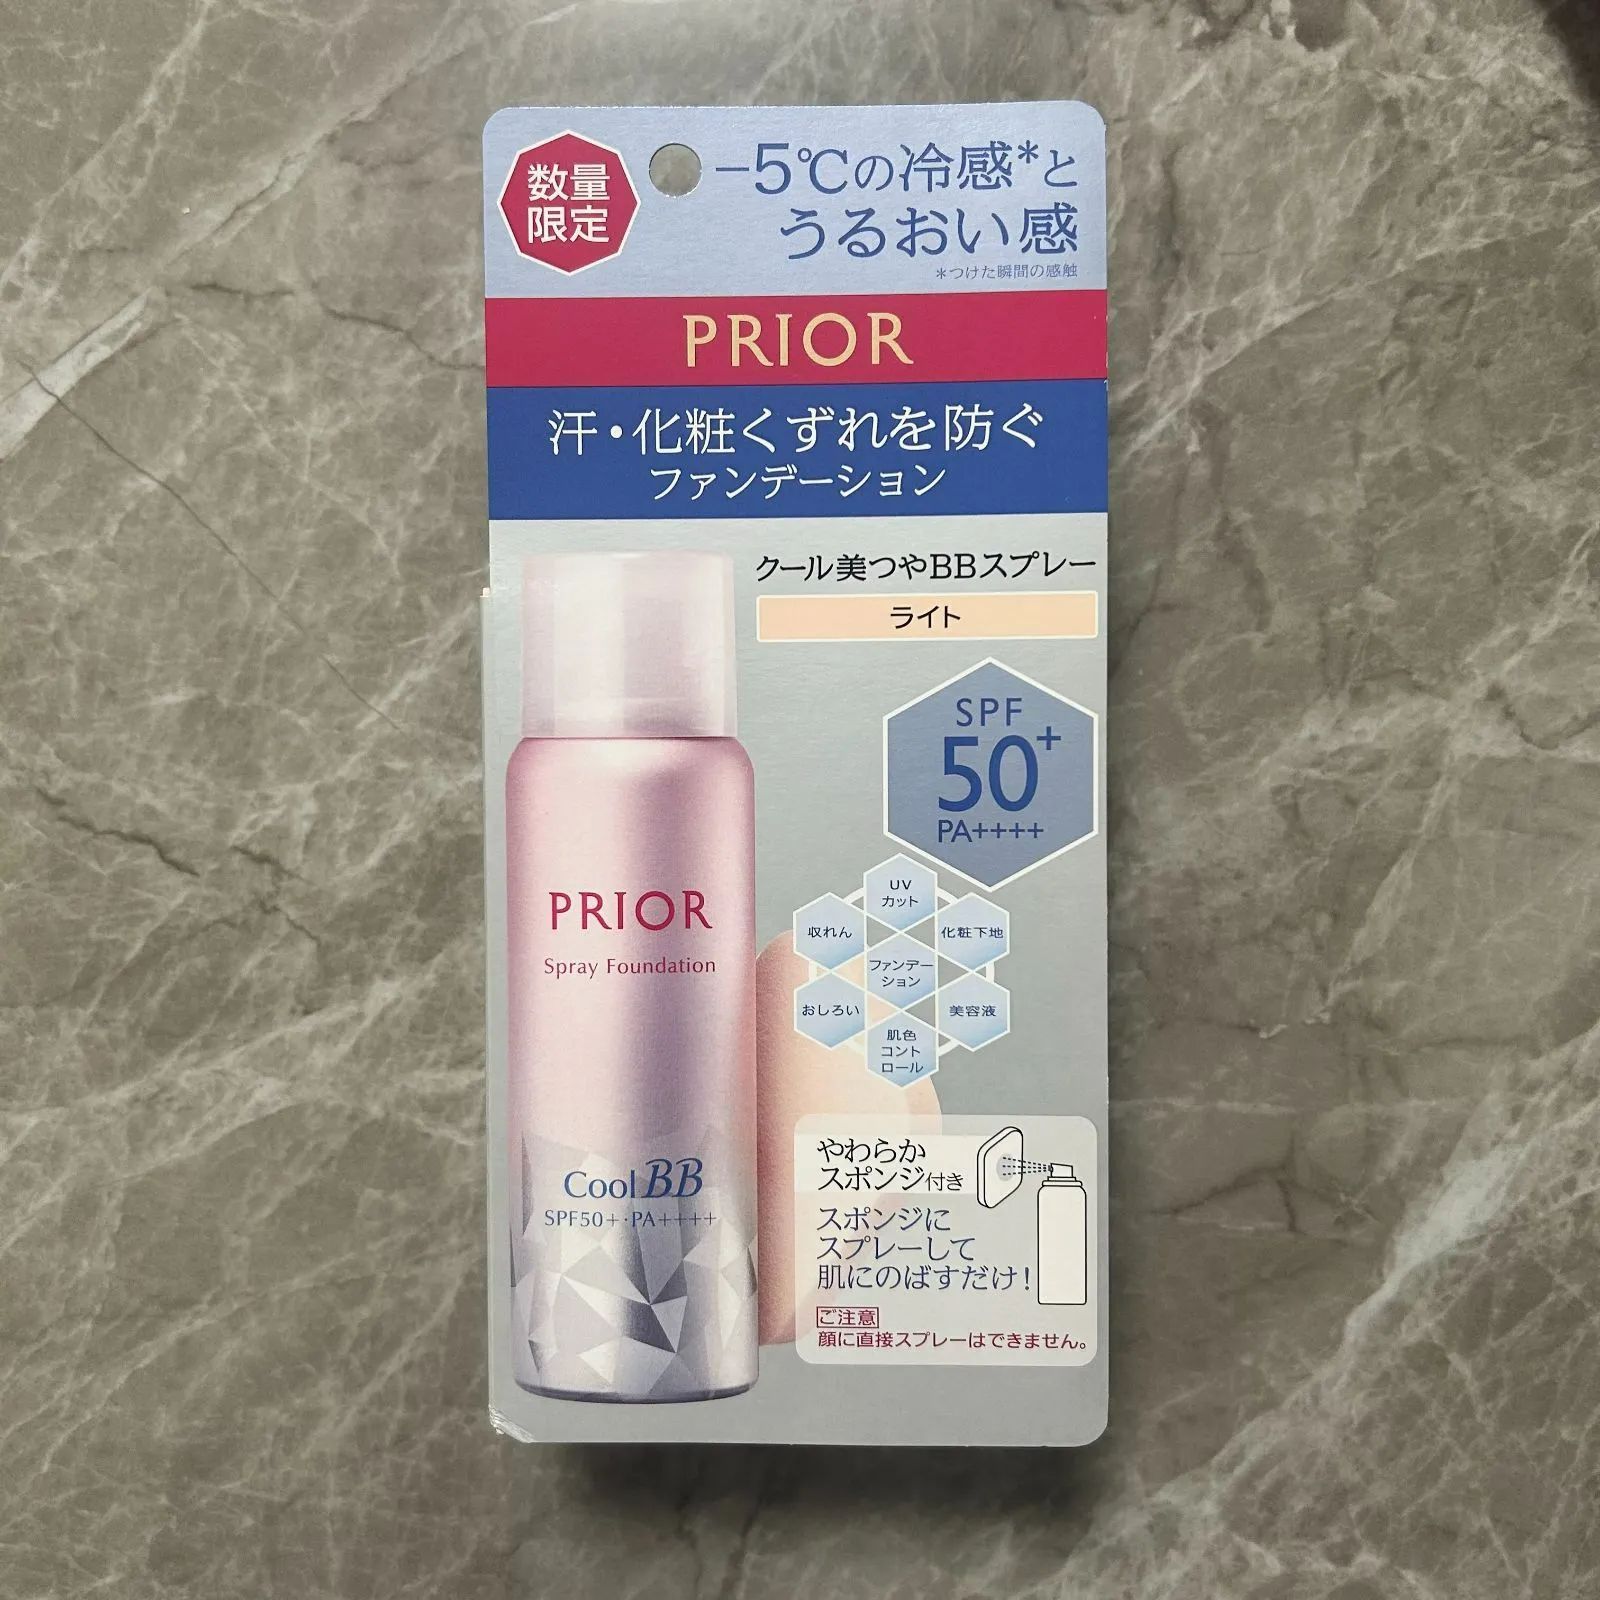 数量
限定
−5℃の冷感*と
うるおい感
*つけた瞬間の感触
PRIOR
汗・化粧くずれを防ぐ
ファンデーション
クール美つやBBスプレー
ライト
SPF
50+
PA++++
UV
カット
収れん
化粧下地
ファンデー
ション
おしろい
美容液
肌色
コント
ロール
PRIOR
Spray Foundation
Cool BB
SPF50+・PA++++
やわらか
スポンジ付き
スポンジに
スプレーして
肌にのばすだけ!
ご注意
顔に直接スプレーはできません。